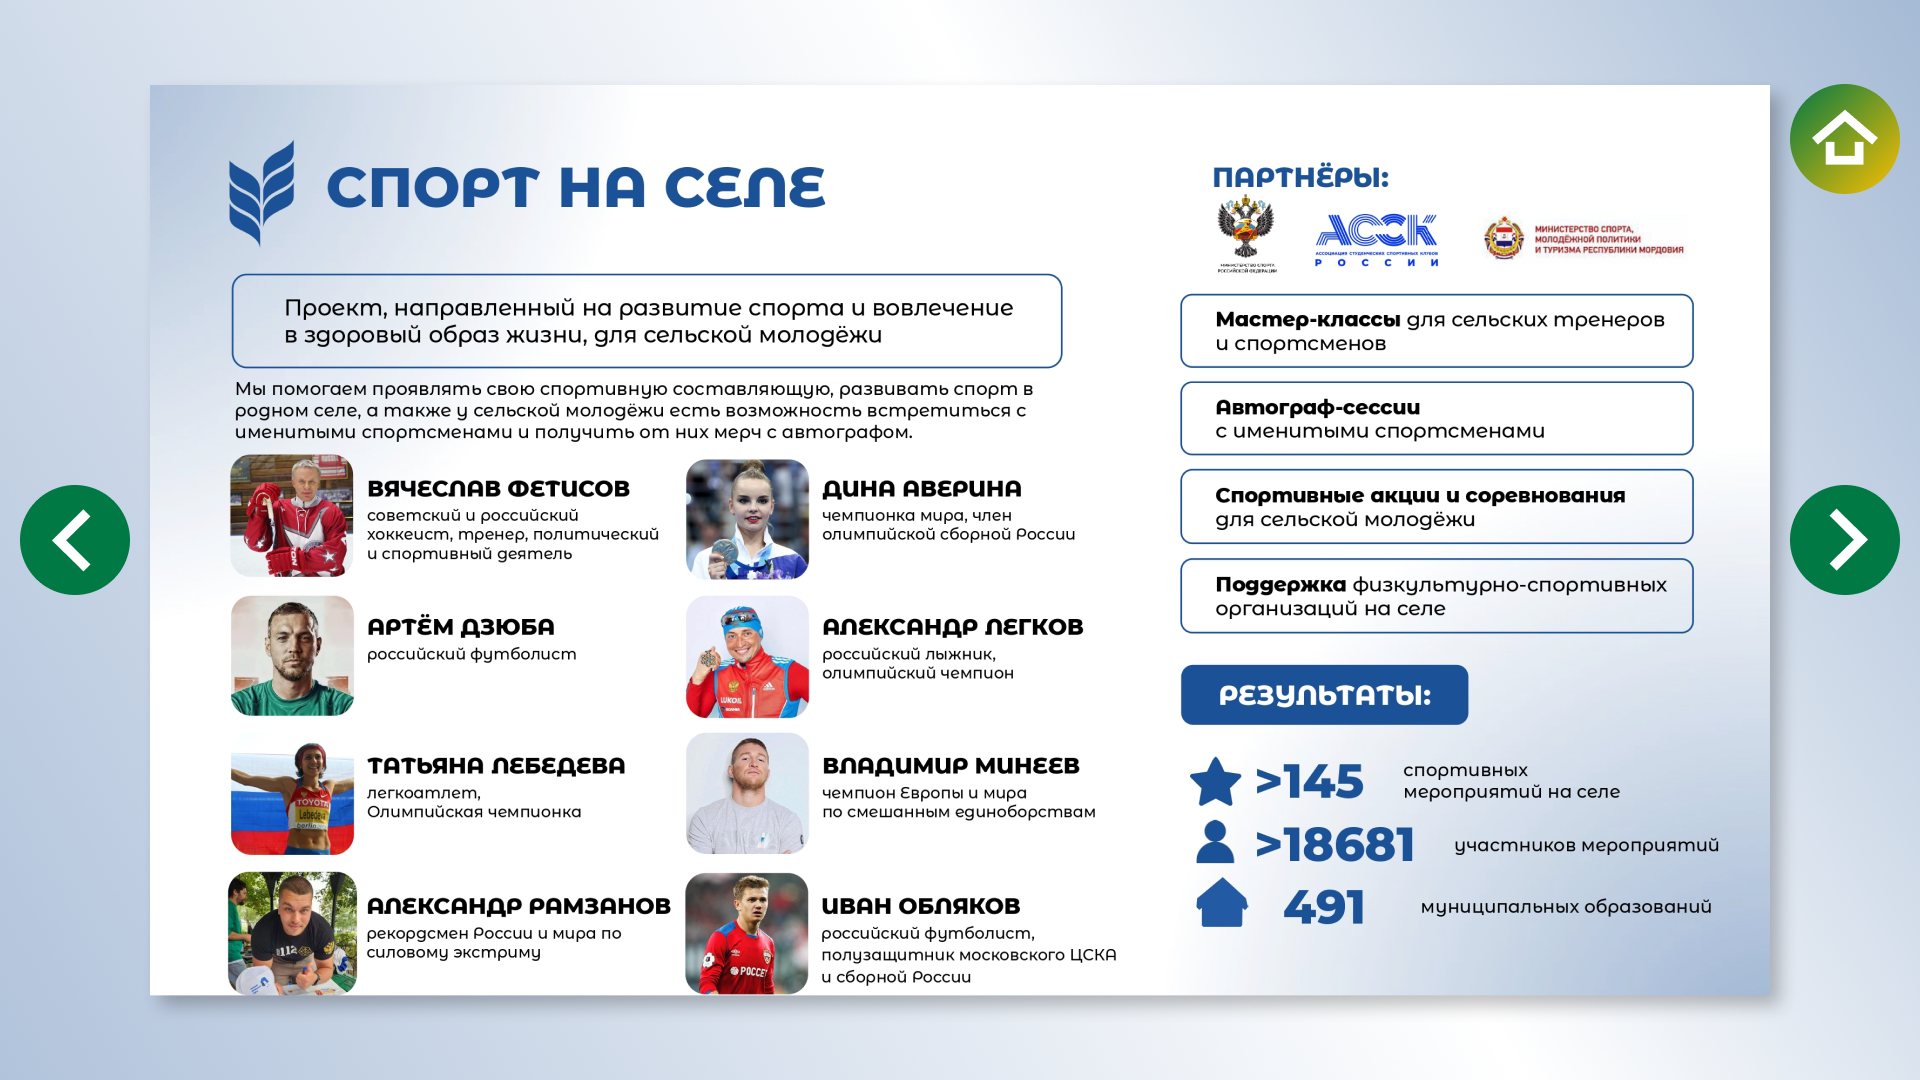 СПОРТ НА СЕЛЕ
Проект, направленный на развитие спорта и вовлечение
в здоровый образ жизни, для сельской молодёжи
Мы помогаем проявлять свою спортивную составляющую, развивать спорт в
родном селе, а также у сельской молодёжи есть возможность встретиться с
именитыми спортсменами и получить от них мерч с автографом.
ВЯЧЕСЛАВ ФЕТИСОВ
советский и российский
хоккеист, тренер, политический
и спортивный деятель
ДИНА АВЕРИНА
чемпионка мира, член
олимпийской сборной России
АРТЁМ ДЗЮБА
российский футболист
АЛЕКСАНДР ЛЕГКОВ
российский лыжник,
олимпийский чемпион
LUKOIL
ТАТЬЯНА ЛЕБЕДЕВА
легкоатлет,
Олимпийская чемпионка
TOYOTA
Lebedeva
berlin
ВЛАДИМИР МИНЕЕВ
чемпион Европы и мира
по смешанным единоборствам
АЛЕКСАНДР РАМЗАНОВ
рекордсмен России и мира по
силовому экстриму
ИВАН ОБЛЯКОВ
российский футболист,
полузащитник московского ЦСКА
и сборной России
РОССЕТ
ПАРТНЁРЫ:
МИНИСТЕРСТВО СПОРТА
РОССИЙСКОЙ ФЕДЕРАЦИИ
АССК
АССОЦИАЦИЯ СТУДЕНЧЕСКИХ СПОРТИВНЫХ КЛУБОВ
РОССИИ
МИНИСТЕРСТВО СПОРТА,
МОЛОДЁЖНОЙ ПОЛИТИКИ
И ТУРИЗМА РЕСПУБЛИКИ МОРДОВИЯ
Мастер-классы для сельских тренеров
и спортсменов
Автограф-сессии
с именитыми спортсменами
Спортивные акции и соревнования
для сельской молодёжи
Поддержка физкультурно-спортивных
организаций на селе
РЕЗУЛЬТАТЫ:
>145 спортивных
мероприятий на селе
>18681 участников мероприятий
491 муниципальных образований